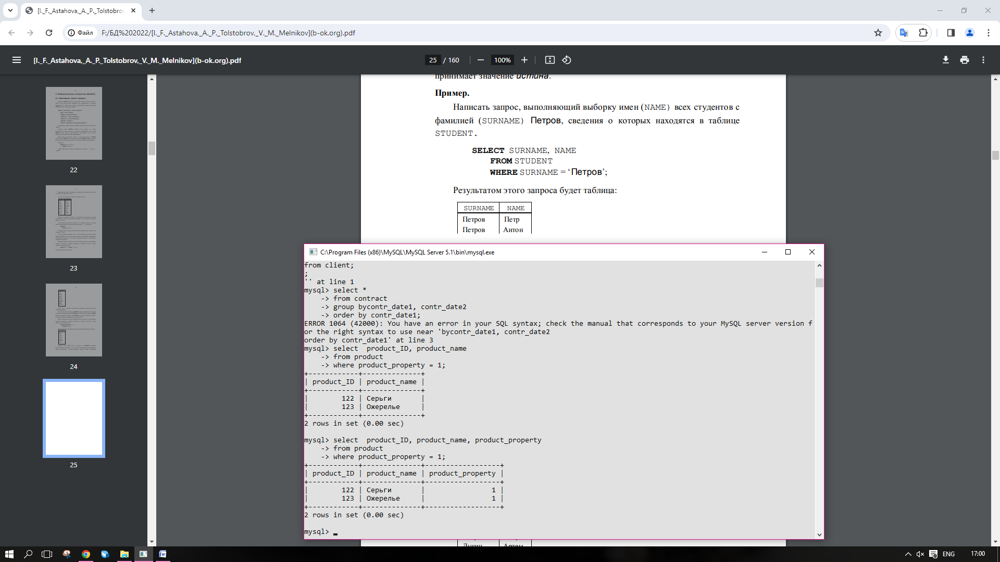 [I._F._Astahova,_A._P._Tolstobrov
Файл
F:/БД%202022/[I._F._Astahova,_A._P._Tolstobrov,_V._M._Melnikov](b-ok.org).pdf
[I._F._Astahova,_A._P._Tolstobrov,_V._M._Melnikov](b-ok.org).pdf
25 / 160
100%
22
23
24
25
принимает значение истина.
Пример.
Написать запрос, выполняющий выборку имен (NAME) всех студентов с
фамилией (SURNAME) Петров, сведения о которых находятся в таблице
STUDENT.
SELECT SURNAME, NAME
FROM STUDENT
WHERE SURNAME = ‘Петров’;
Результатом этого запроса будет таблица:
SURNAME NAME
Петров Петр
Петров Антон
C:\Program Files (x86)\MySQL\MySQL Server 5.1\bin\mysql.exe
from client;
;
'' at line 1
mysql> select *
-> from contract
-> group bycontr_date1, contr_date2
-> order by contr_date1;
ERROR 1064 (42000): You have an error in your SQL syntax; check the manual that corresponds to your MySQL server version f
or the right syntax to use near 'bycontr_date1, contr_date2
order by contr_date1' at line 3
mysql> select  product_ID, product_name
-> from product
-> where product_property = 1;
+------------+--------------+
| product_ID | product_name |
+------------+--------------+
|        122 | Серьги       |
|        123 | Ожерелье     |
+------------+--------------+
2 rows in set (0.00 sec)
mysql> select  product_ID, product_name, product_property
-> from product
-> where product_property = 1;
+------------+--------------+------------------+
| product_ID | product_name | product_property |
+------------+--------------+------------------+
|        122 | Серьги       |                1 |
|        123 | Ожерелье     |                1 |
+------------+--------------+------------------+
2 rows in set (0.00 sec)
mysql>
Лукин Артем
ENG
17:00